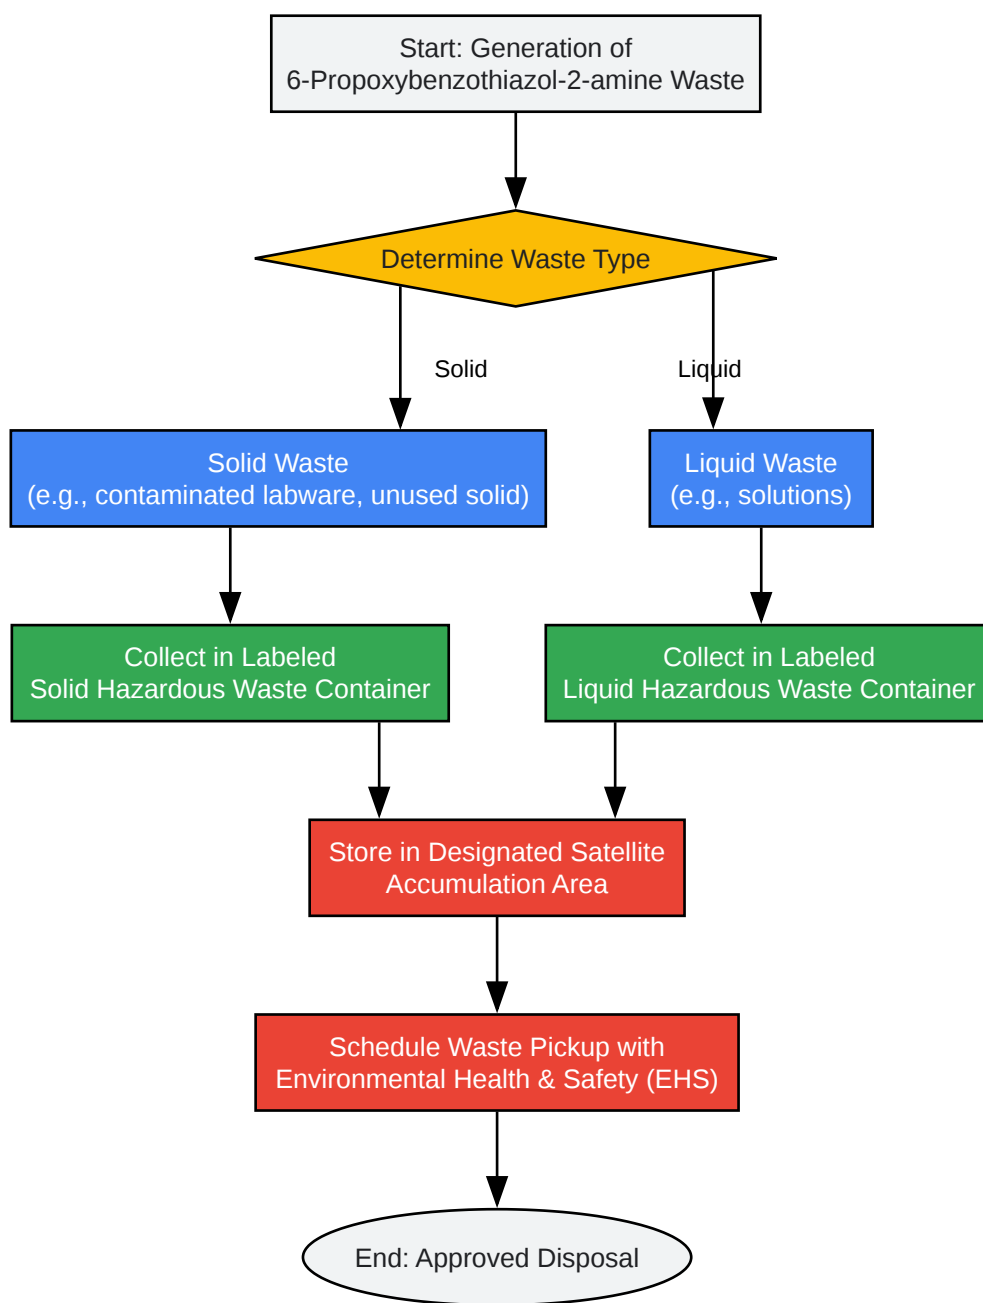 Start: Generation of
6-Propoxybenzothiazol-2-amine Waste
Determine Waste Type
Solid
Liquid
Solid Waste
(e.g., contaminated labware, unused solid)
Liquid Waste
(e.g., solutions)
Collect in Labeled
Solid Hazardous Waste Container
Collect in Labeled
Liquid Hazardous Waste Container
Store in Designated Satellite
Accumulation Area
Schedule Waste Pickup with
Environmental Health & Safety (EHS)
End: Approved Disposal